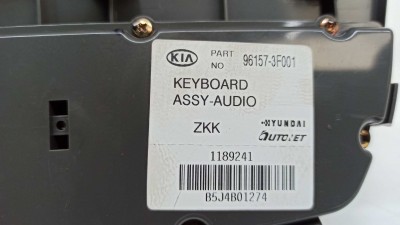 KIA PART NO 96157-3F001
KEYBOARD
ASSY-AUDIO
ZKK HYUNDAI
AUTONET
1189241
B5J4B01274